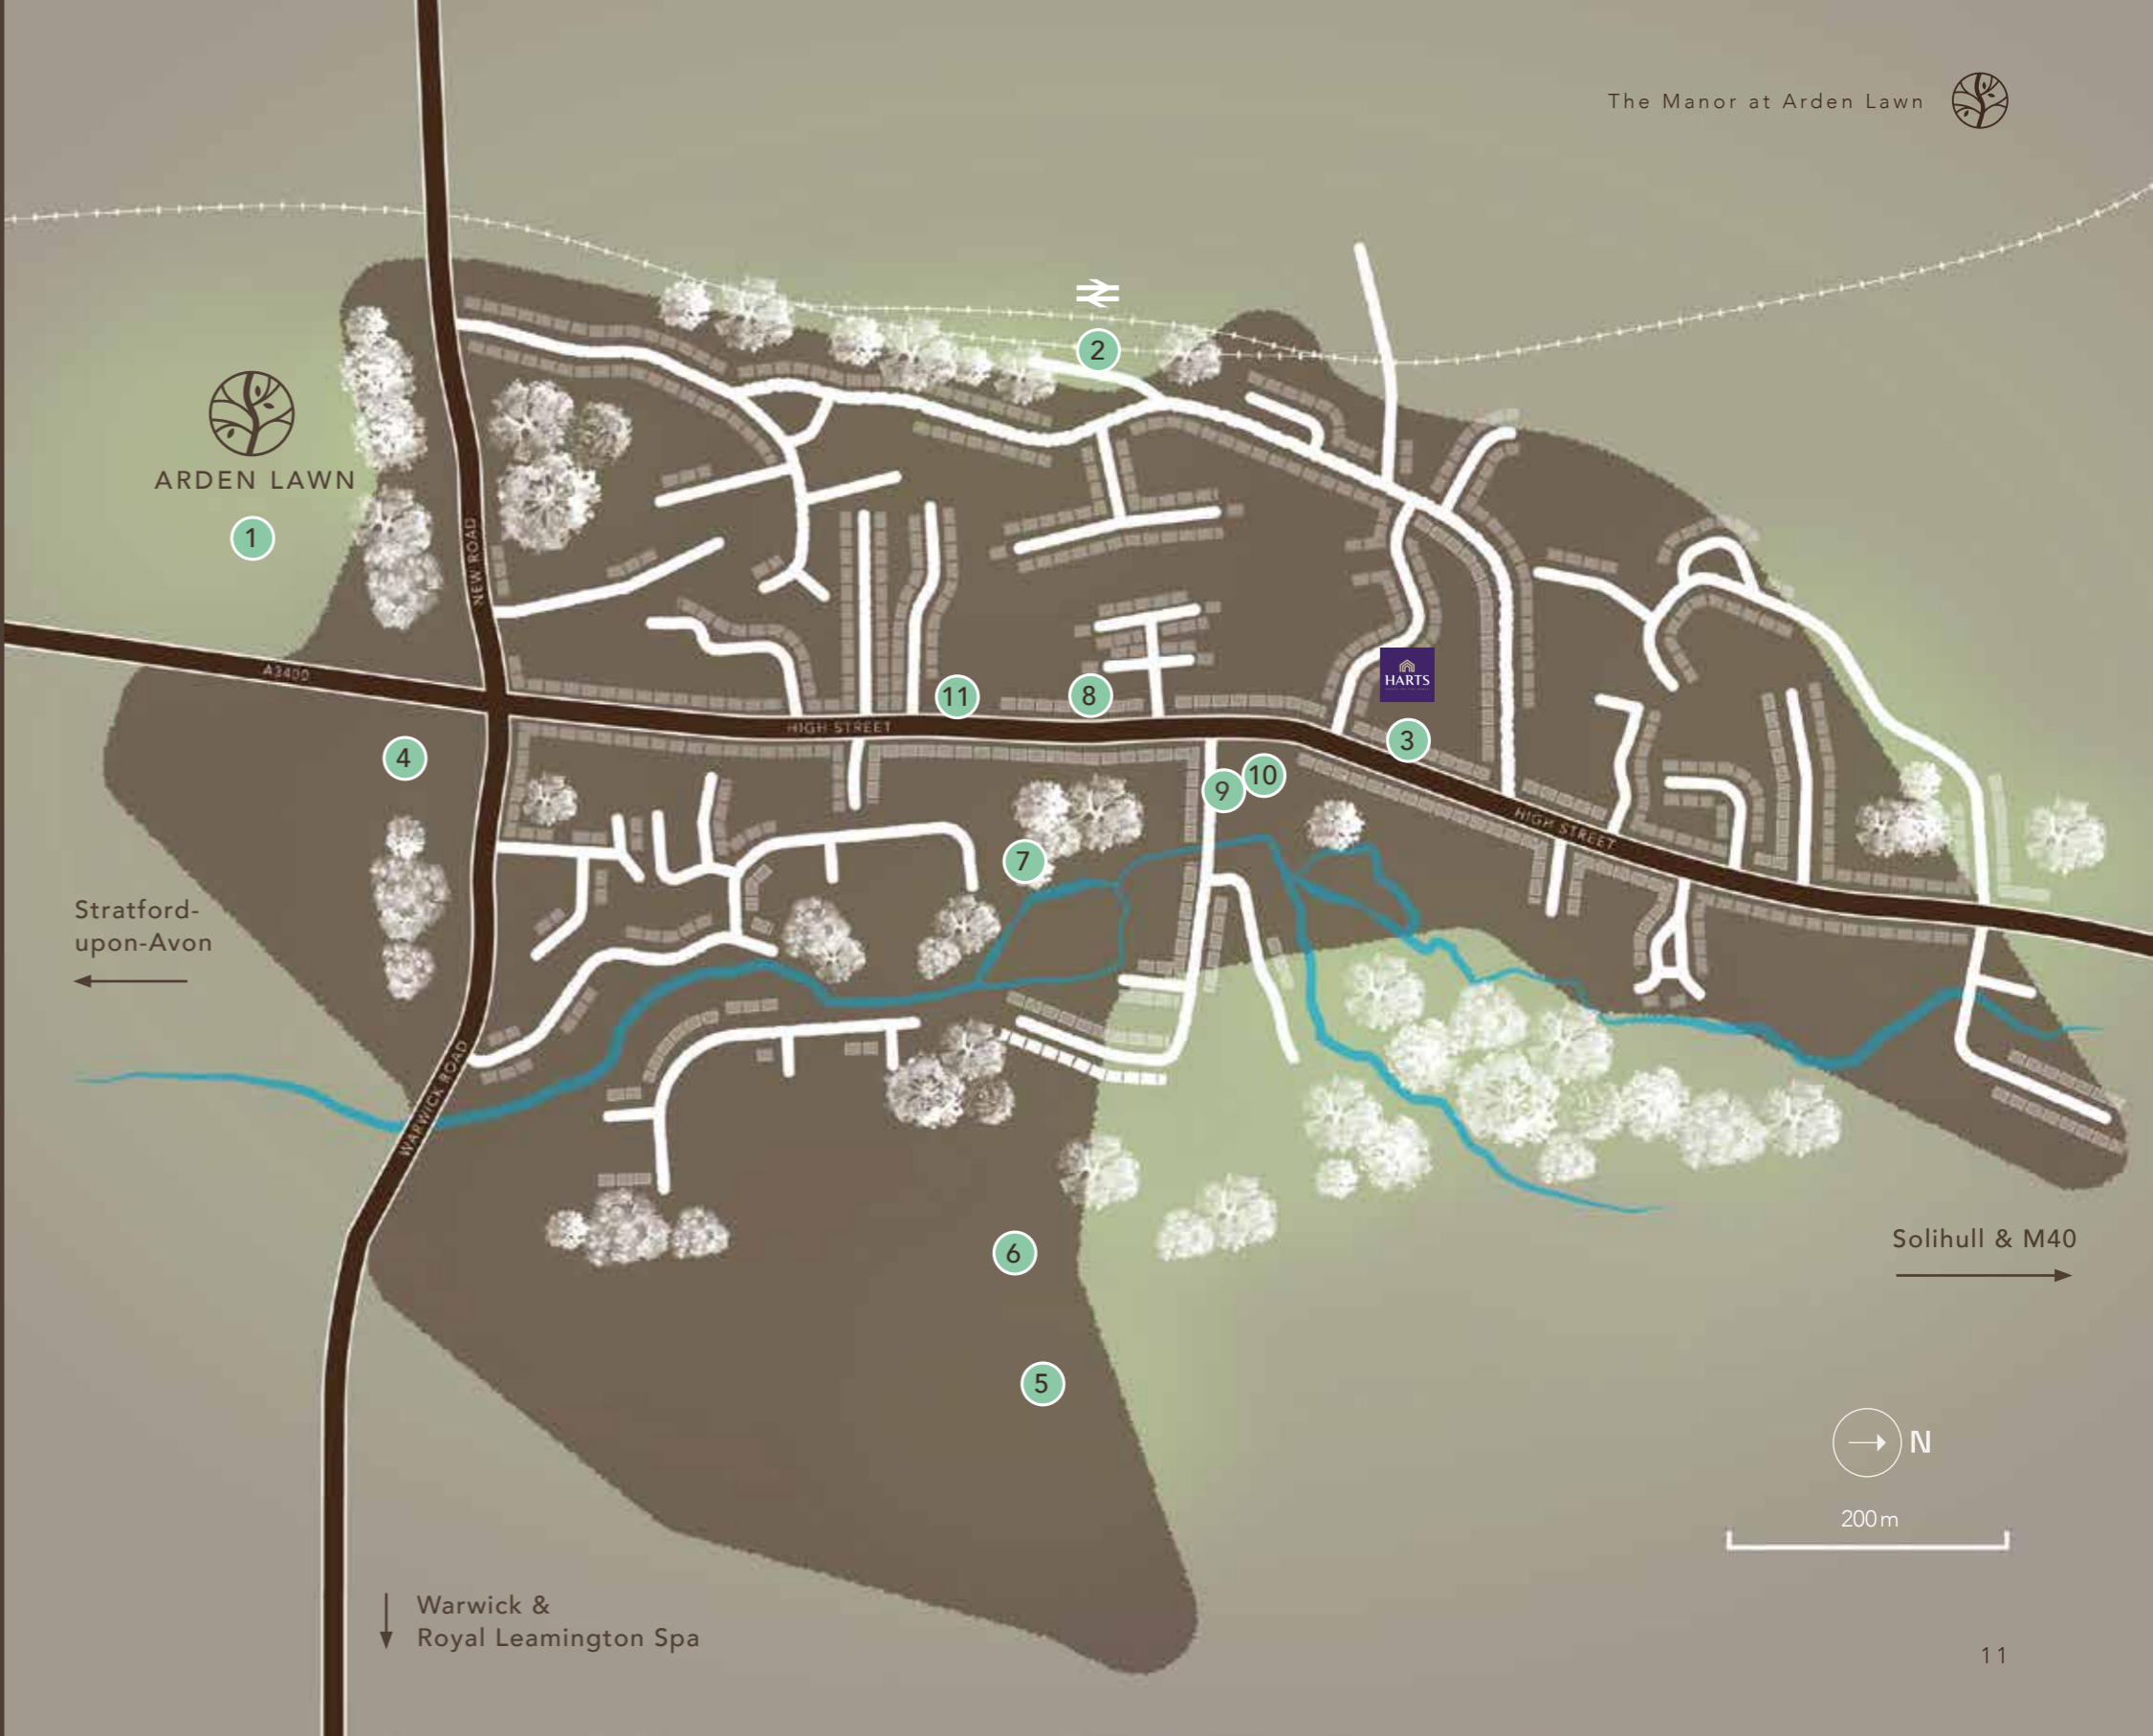 The Manor at Arden Lawn
2
ARDEN LAWN
1
NEW ROAD
A3400
HARTS
11
8
HIGH STREET
3
4
9
10
HIGH STREET
7
Stratford-
upon-Avon
WARWICK ROAD
6
Solihull & M40
5
N
200m
Warwick &
Royal Leamington Spa
11